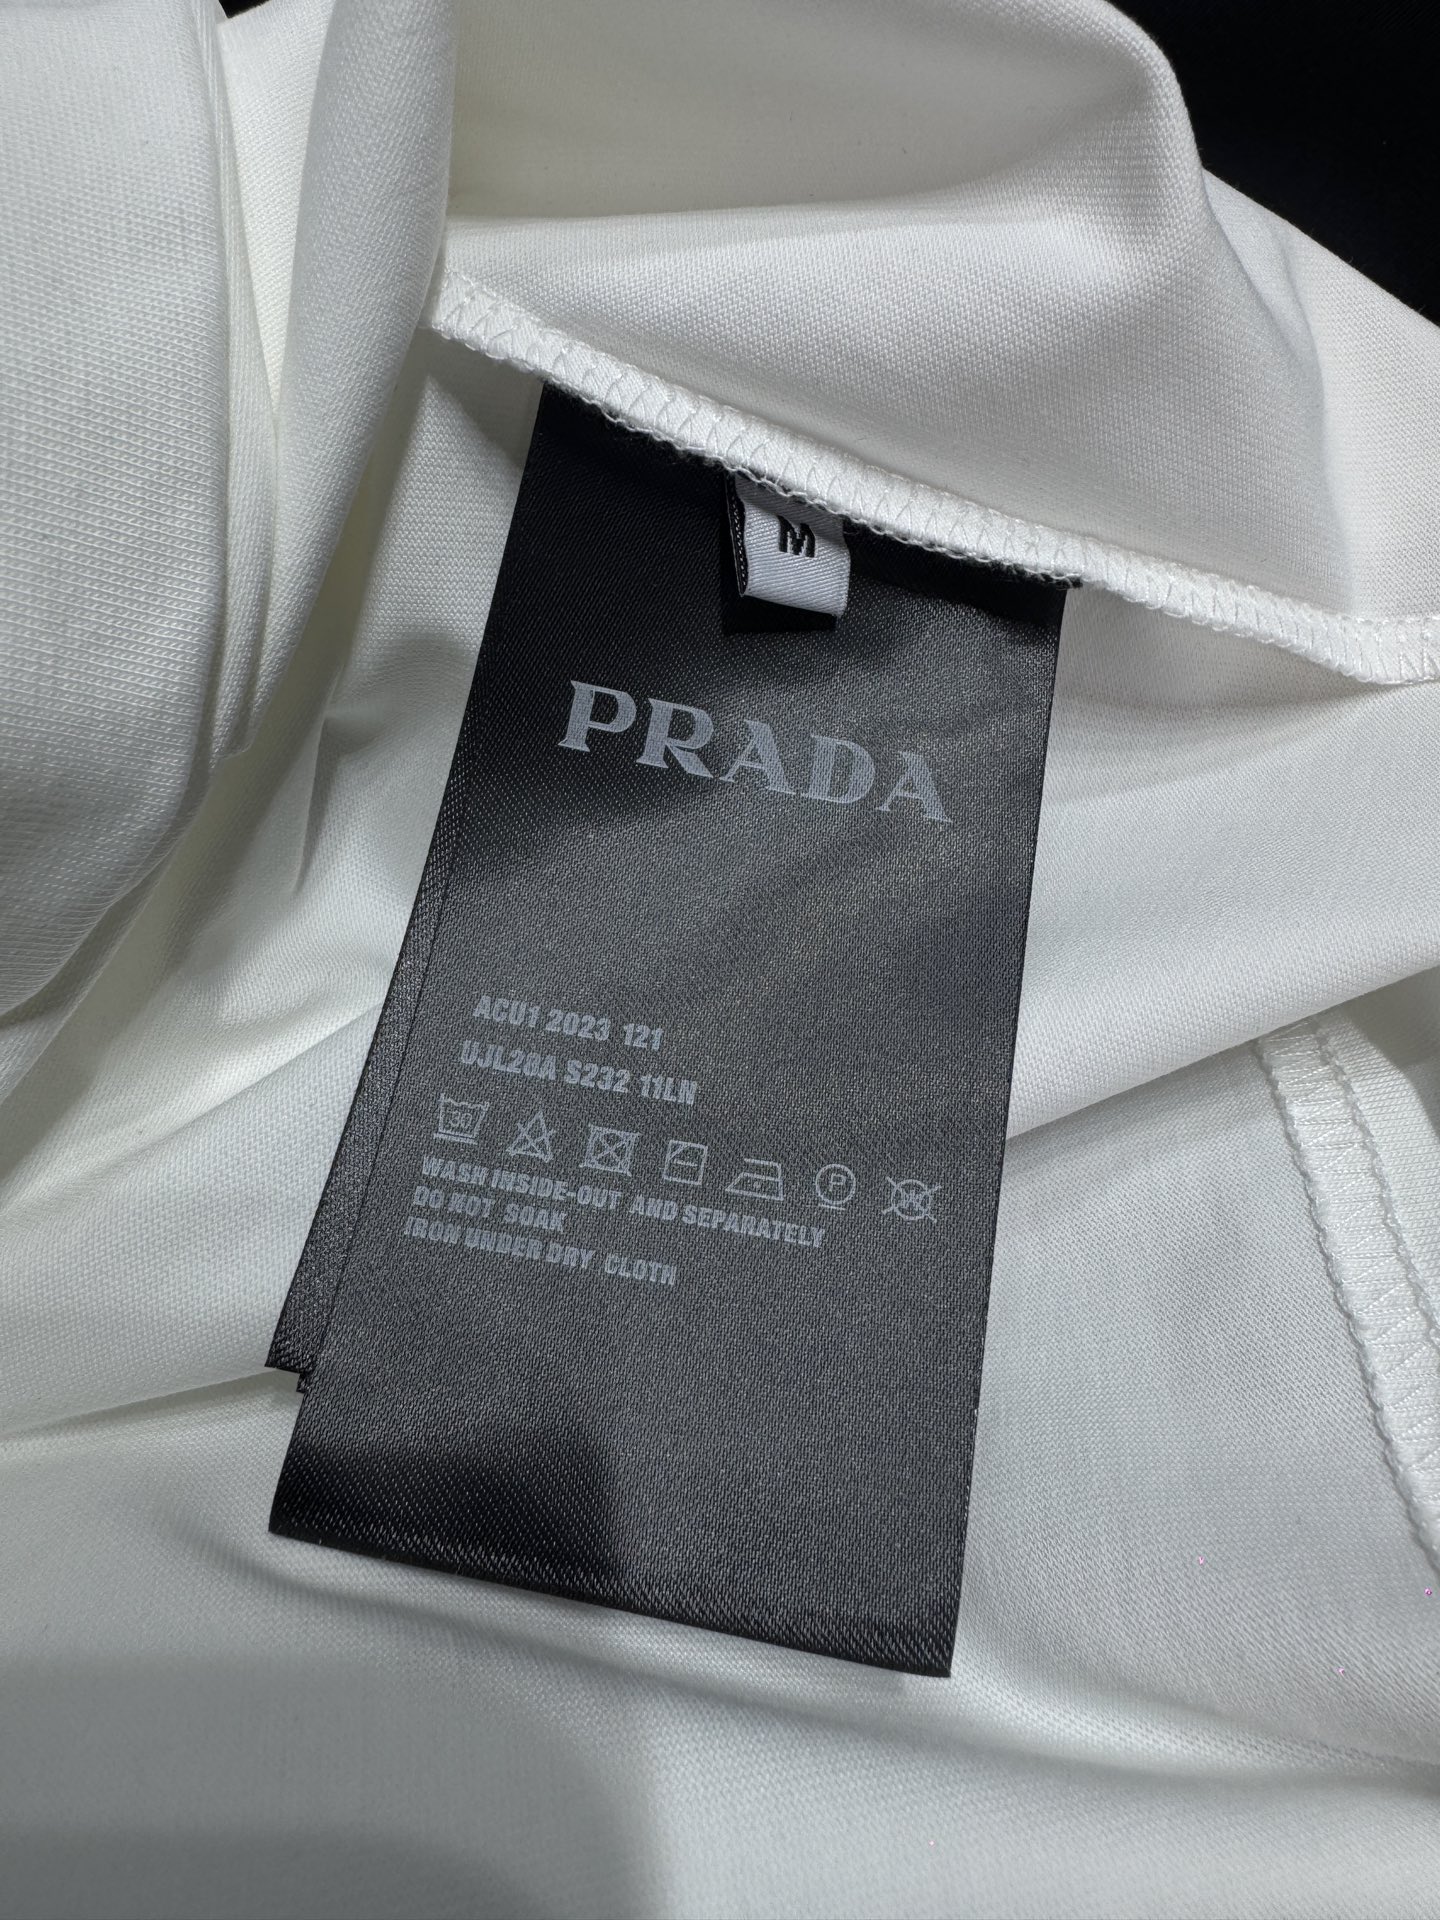 M
PRADA
ACU1 2023 121
UJL28A S232 11LN
30 P W
WASH INSIDE-OUT AND SEPARATELY
DO NOT SOAK
IRON UNDER DRY CLOTH